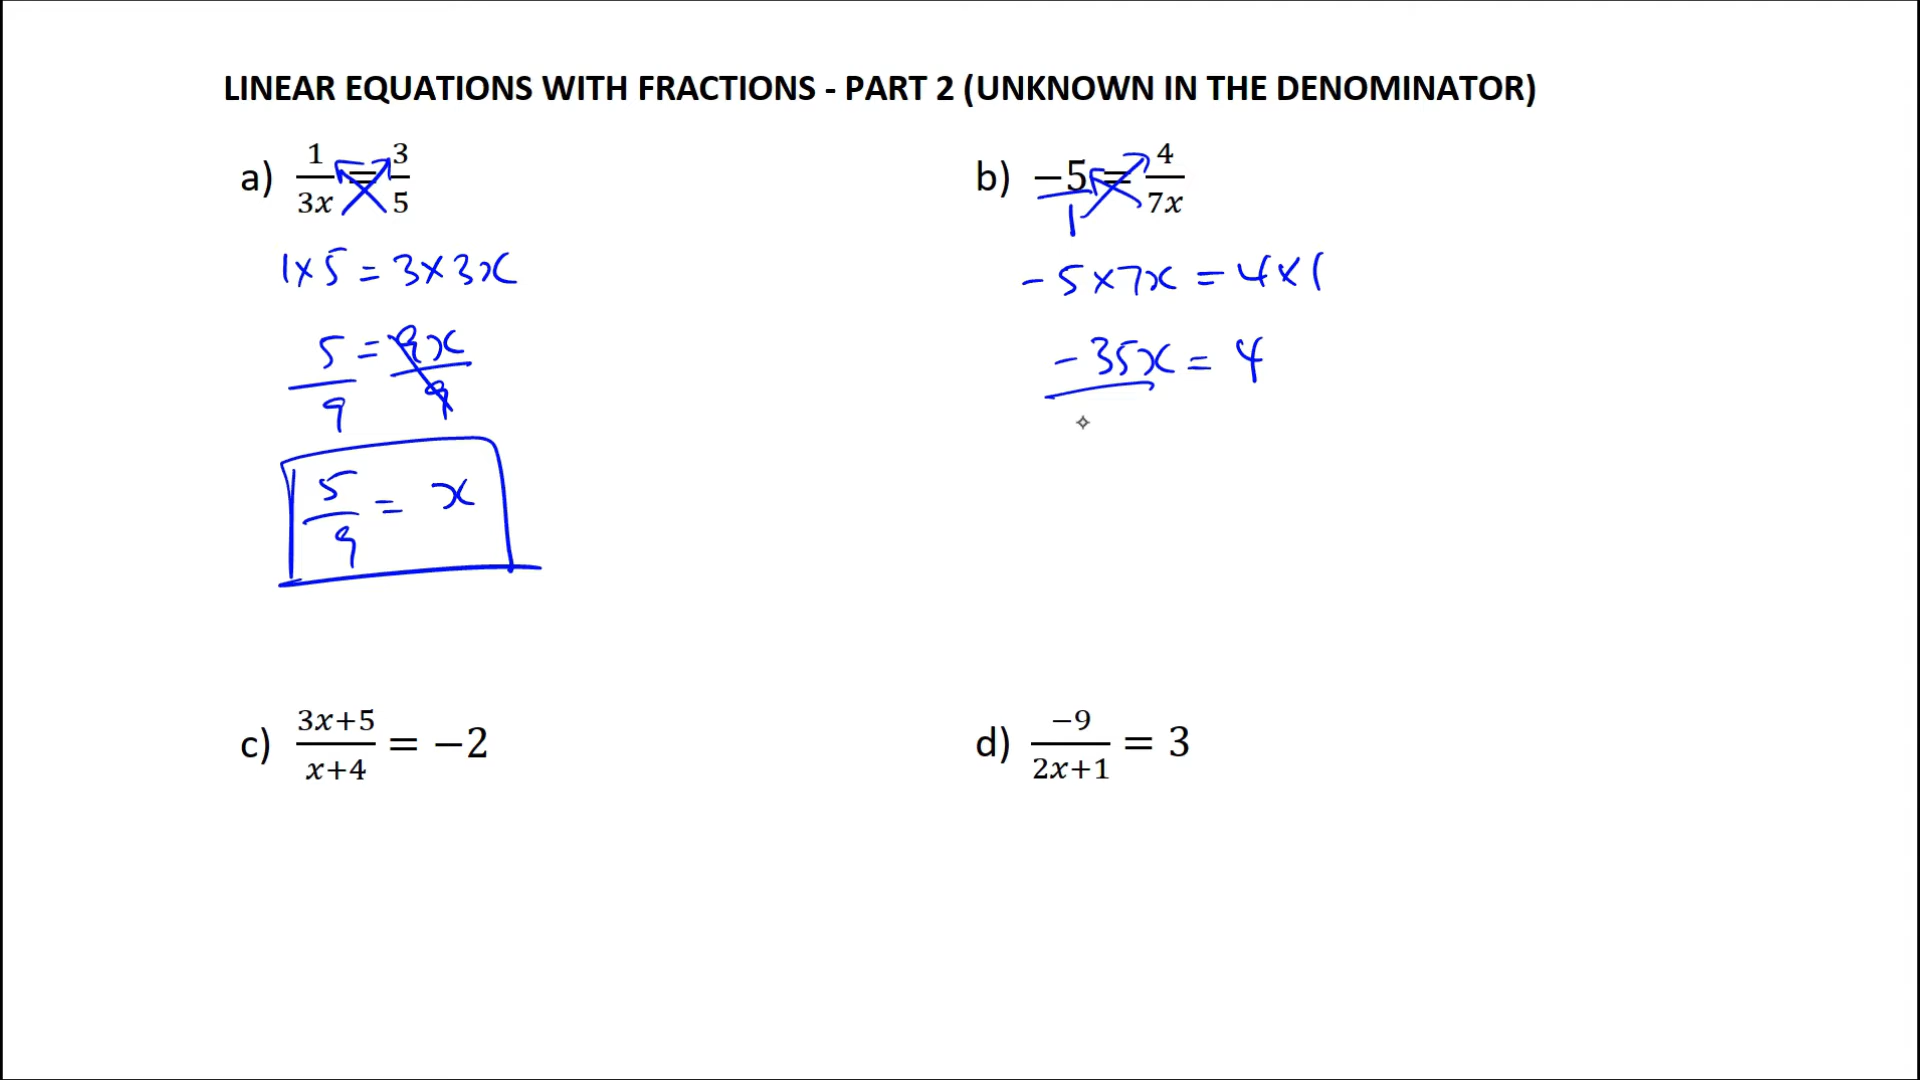 LINEAR EQUATIONS WITH FRACTIONS - PART 2 (UNKNOWN IN THE DENOMINATOR)
a) 1/3x = 3/5
1 x 5 = 3 x 3x
5/9 = 9x/9
5/9 = x
b) −5/1 = 4/7x
- 5 x 7x = 4 x 1
- 35x = 4
c) 3x+5/x+4 = −2
d) −9/2x+1 = 3